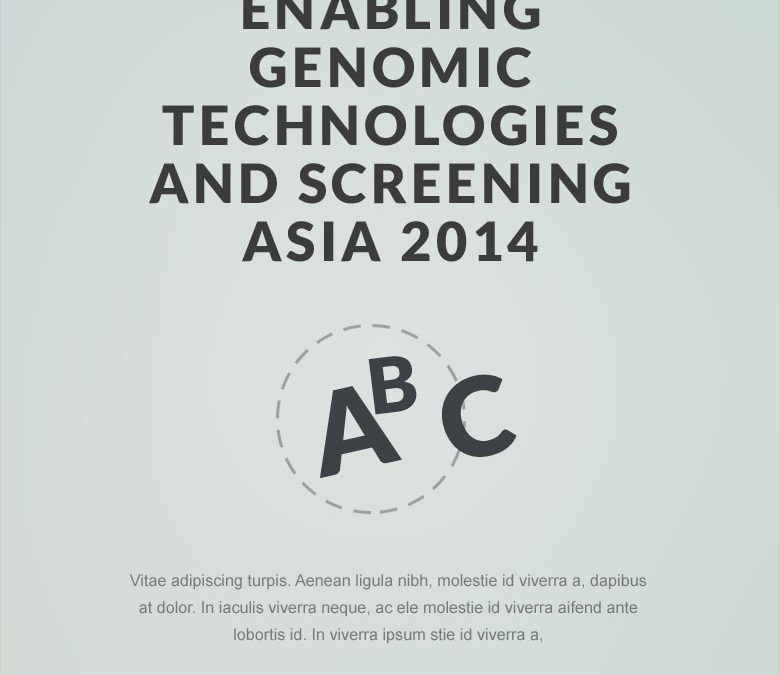 ENABLING
GENOMIC
TECHNOLOGIES
AND SCREENING
ASIA 2014
A B C
Vitae adipiscing turpis. Aenean ligula nibh, molestie id viverra a, dapibus
at dolor. In iaculis viverra neque, ac ele molestie id viverra aifend ante
lobortis id. In viverra ipsum stie id viverra a,